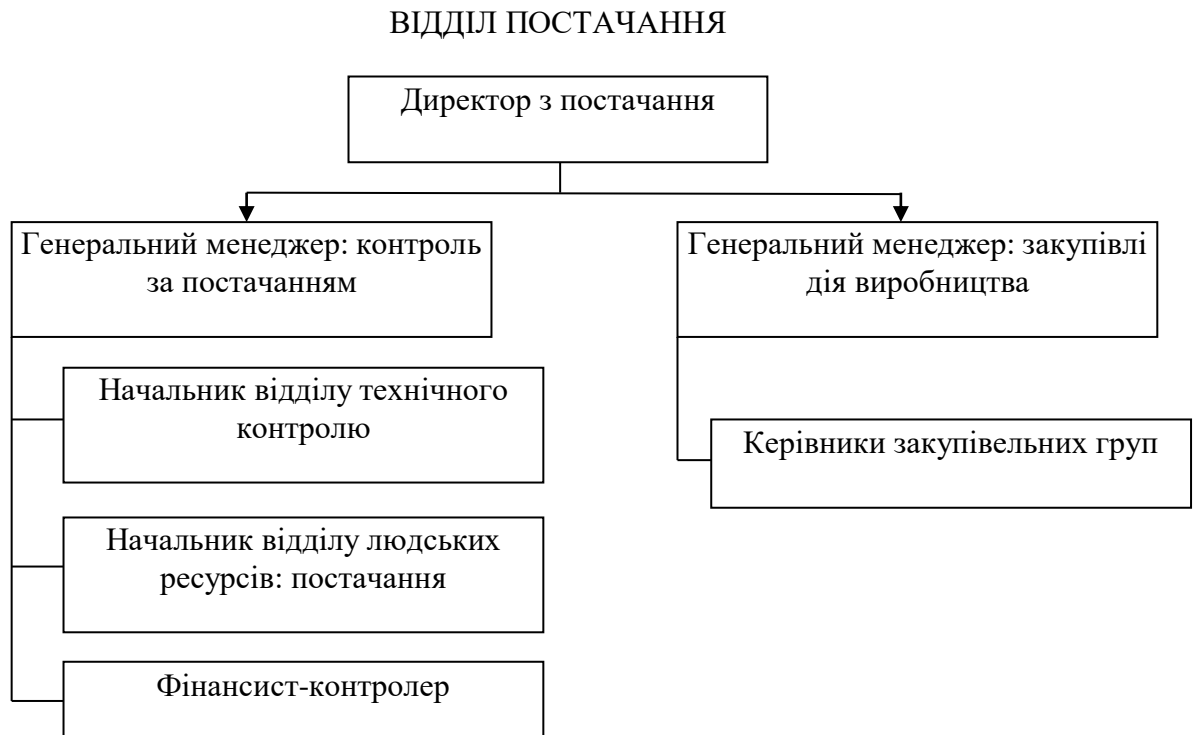 ВІДДІЛ ПОСТАЧАННЯ
Директор з постачання
Генеральний менеджер: контроль
за постачанням
Генеральний менеджер: закупівлі
дія виробництва
Начальник відділу технічного
контролю
Керівники закупівельних груп
Начальник відділу людських
ресурсів: постачання
Фінансист-контролер